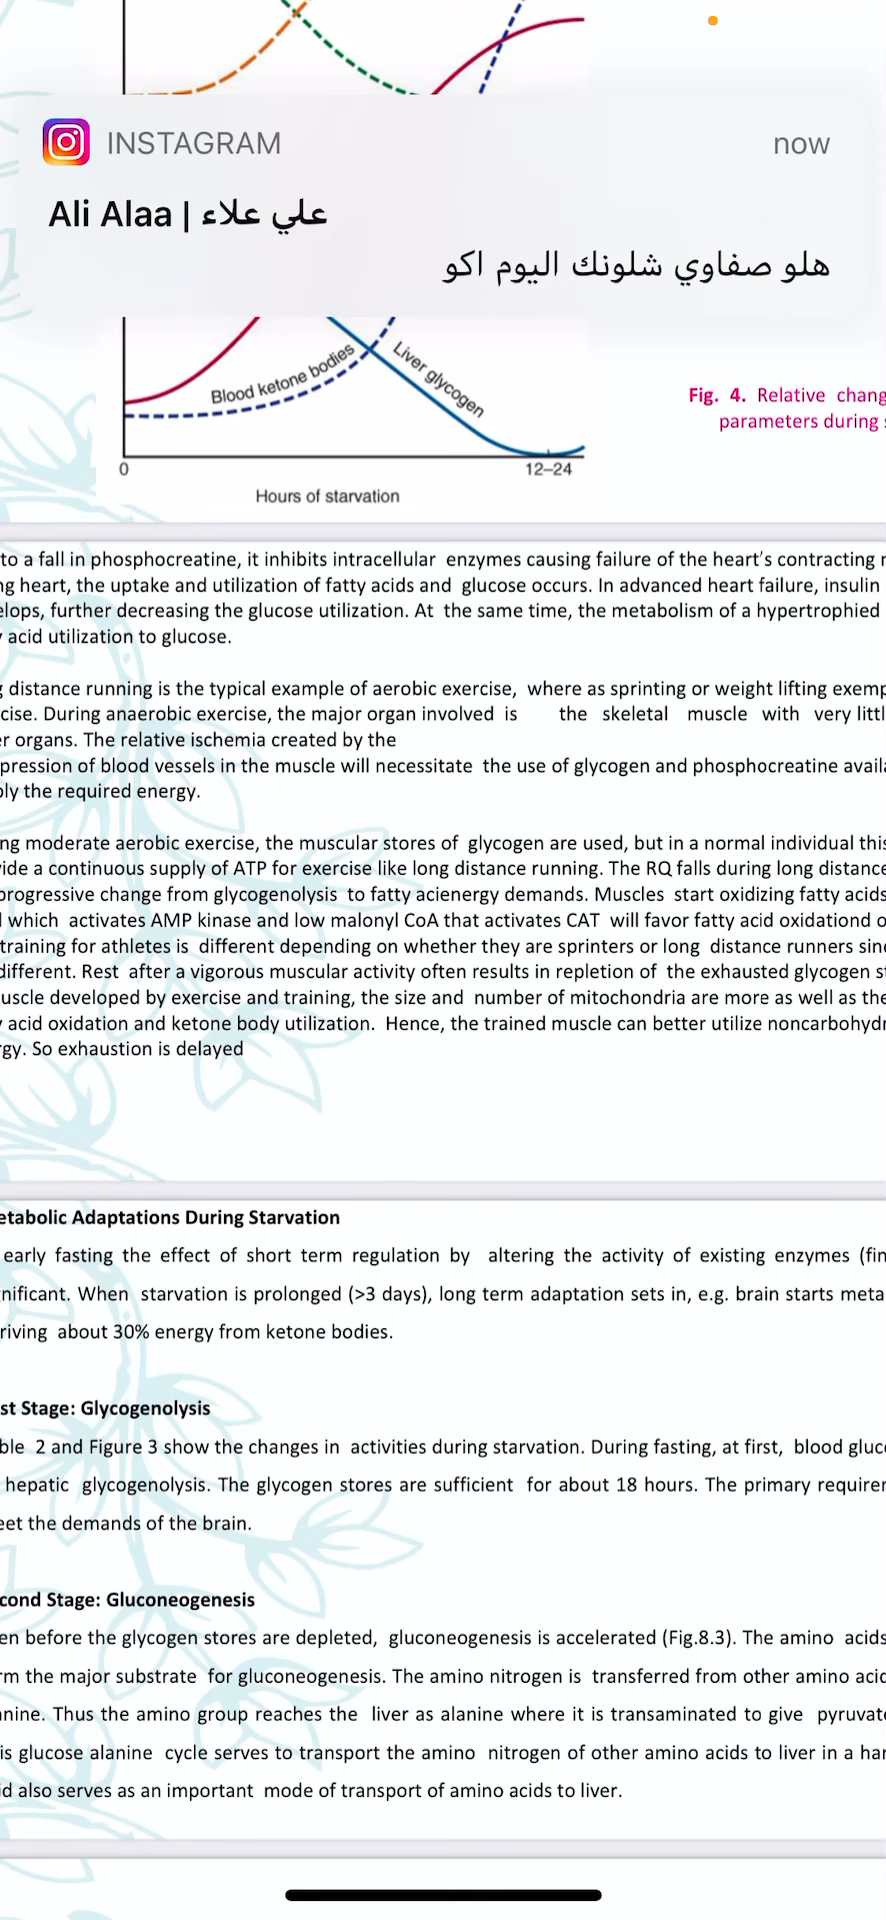 INSTAGRAM
now
Ali Alaa | علي علاء
هلو صفاوي شلونك اليوم اكو
Blood ketone bodies
Liver glycogen
0
12–24
Hours of starvation
Fig. 4. Relative chang
parameters during
to a fall in phosphocreatine, it inhibits intracellular enzymes causing failure of the heart's contracting
ng heart, the uptake and utilization of fatty acids and glucose occurs. In advanced heart failure, insulin
elops, further decreasing the glucose utilization. At the same time, the metabolism of a hypertrophied
acid utilization to glucose.
distance running is the typical example of aerobic exercise, where as sprinting or weight lifting exemp
cise. During anaerobic exercise, the major organ involved is the skeletal muscle with very littl
er organs. The relative ischemia created by the
pression of blood vessels in the muscle will necessitate the use of glycogen and phosphocreatine availa
ply the required energy.
ng moderate aerobic exercise, the muscular stores of glycogen are used, but in a normal individual this
vide a continuous supply of ATP for exercise like long distance running. The RQ falls during long distance
progressive change from glycogenolysis to fatty acienergy demands. Muscles start oxidizing fatty acids
which activates AMP kinase and low malonyl CoA that activates CAT will favor fatty acid oxidationd o
training for athletes is different depending on whether they are sprinters or long distance runners sinc
different. Rest after a vigorous muscular activity often results in repletion of the exhausted glycogen st
uscle developed by exercise and training, the size and number of mitochondria are more as well as the
acid oxidation and ketone body utilization. Hence, the trained muscle can better utilize noncarbohydr
rgy. So exhaustion is delayed
etabolic Adaptations During Starvation
early fasting the effect of short term regulation by altering the activity of existing enzymes (fin
nificant. When starvation is prolonged (>3 days), long term adaptation sets in, e.g. brain starts meta
riving about 30% energy from ketone bodies.
st Stage: Glycogenolysis
ble 2 and Figure 3 show the changes in activities during starvation. During fasting, at first, blood gluc
hepatic glycogenolysis. The glycogen stores are sufficient for about 18 hours. The primary requirer
eet the demands of the brain.
cond Stage: Gluconeogenesis
en before the glycogen stores are depleted, gluconeogenesis is accelerated (Fig.8.3). The amino acids
rm the major substrate for gluconeogenesis. The amino nitrogen is transferred from other amino acid
nine. Thus the amino group reaches the liver as alanine where it is transaminated to give pyruvate
is glucose alanine cycle serves to transport the amino nitrogen of other amino acids to liver in a har
id also serves as an important mode of transport of amino acids to liver.